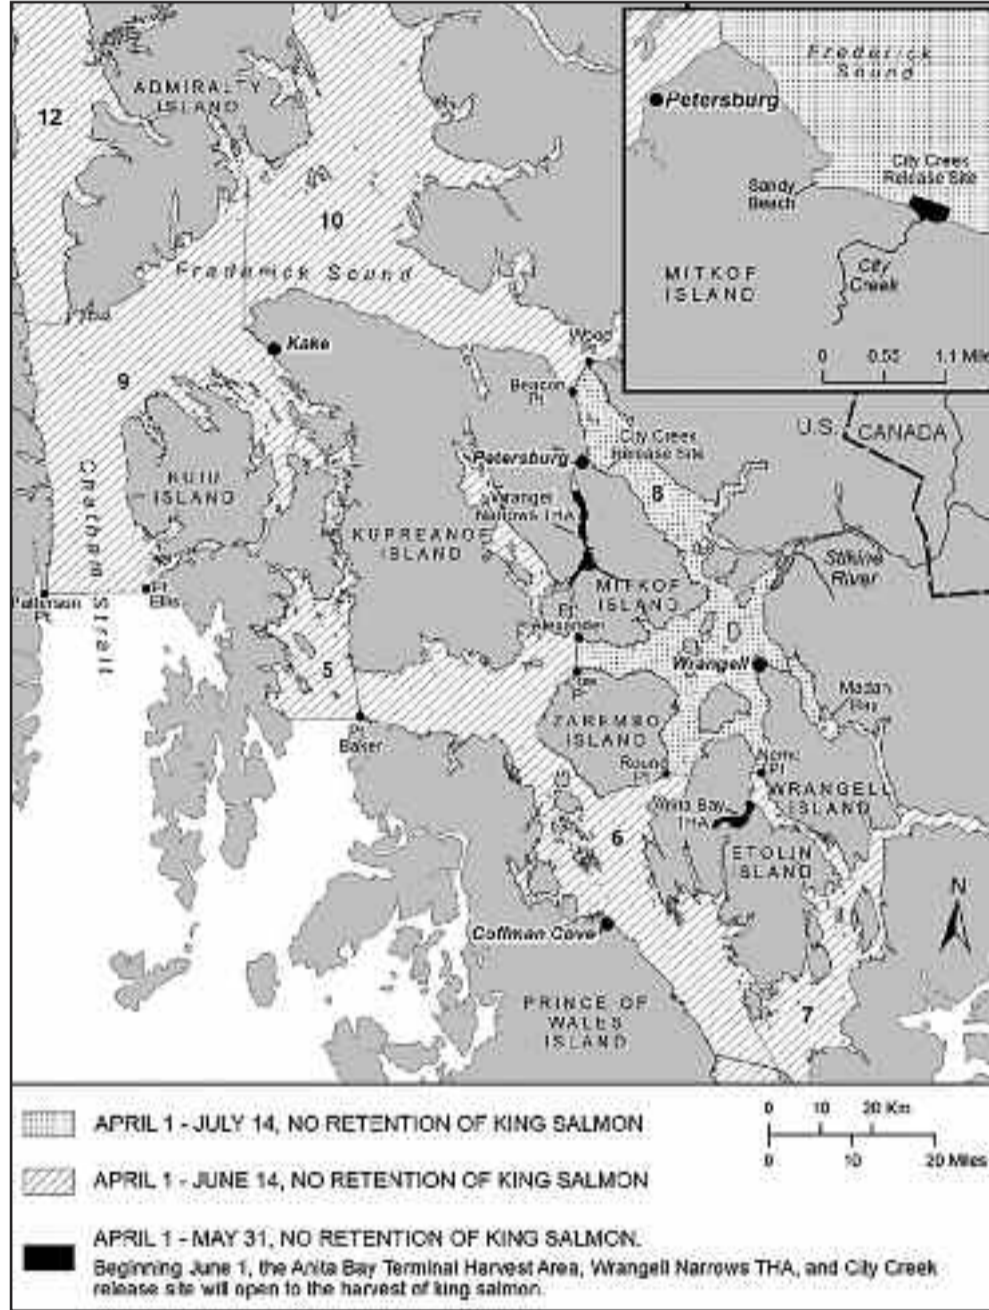 12
ADMIRALTY
ISLAND
10
Frederick Sound
Kake
9
KUIU
ISLAND
Chatham Strait
Patterson
Pt
Pt
Ellis
KUPREANOF
ISLAND
5
Pt
Baker
Wood
Pt
Beacon
Pt
City Creek
Release Site
Petersburg
Wrangell
Narrows THA
8
MITKOF
ISLAND
Pt
Alexander
Stikine
River
U.S.
CANADA
Wrangell
Madan
Bay
ZAREMBO
ISLAND
Round
Pt
Nemo
Pt
WRANGELL
ISLAND
Anita Bay
THA
ETOLIN
ISLAND
6
Coffman Cove
PRINCE OF
WALES
ISLAND
7
N
Frederick
Sound
Petersburg
City Creek
Release Site
Sandy
Beach
MITKOF
ISLAND
City
Creek
0 0.55 1.1 Mile
APRIL 1 - JULY 14, NO RETENTION OF KING SALMON
APRIL 1 - JUNE 14, NO RETENTION OF KING SALMON
APRIL 1 - MAY 31, NO RETENTION OF KING SALMON.
Beginning June 1, the Anita Bay Terminal Harvest Area, Wrangell Narrows THA, and City Creek
release site will open to the harvest of king salmon.
0 10 20 Km
0 10 20 Miles